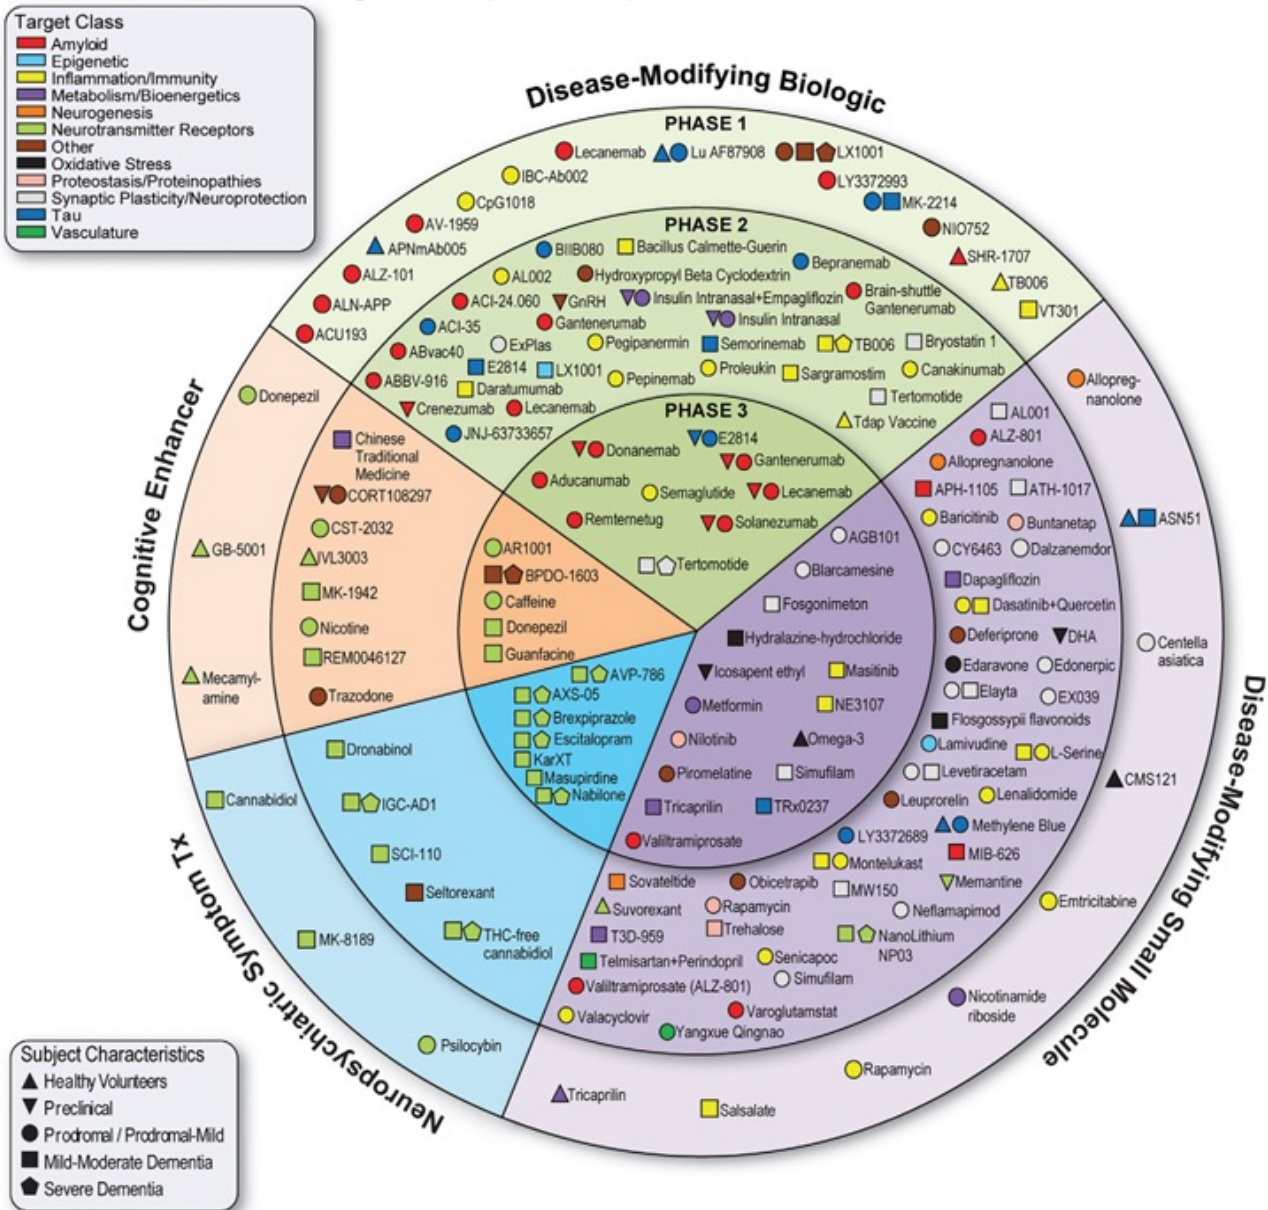 Target Class
Amyloid
Epigenetic
Inflammation/Immunity
Metabolism/Bioenergetics
Neurogenesis
Neurotransmitter Receptors
Other
Oxidative Stress
Proteostasis/Proteinopathies
Synaptic Plasticity/Neuroprotection
Tau
Vasculature
Disease-Modifying Biologic
PHASE 1
Lecanemab
Lu AF87908
LX1001
IBC-Ab002
LY3372993
CpG1018
MK-2214
AV-1959
NIO752
APNmAb005
SHR-1707
ALZ-101
TB006
ALN-APP
VT301
ACU193
PHASE 2
BIIB080
Bacillus Calmette-Guerin
Bepranemab
AL002
Hydroxypropyl Beta Cyclodextrin
ACI-24.060
GnRH
Insulin Intranasal+Empagliflozin
Brain-shuttle
Gantenerumab
ACI-35
Gantenerumab
Insulin Intranasal
ABvac40
ExPlas
Pegipanermin
Semorinemab
TB006
Bryostatin 1
E2814
LX1001
Proleukin
Sargramostim
Canakinumab
ABBV-916
Daratumumab
Pepinemab
Tertomotide
Crenezumab
Lecanemab
Tdap Vaccine
JNJ-63733657
PHASE 3
Donanemab
E2814
Gantenerumab
Aducanumab
Semaglutide
Lecanemab
Remternetug
Solanezumab
Tertomotide
Cognitive Enhancer
Donepezil
GB-5001
Mecamyl-
amine
Chinese
Traditional
Medicine
CORT108297
CST-2032
IVL3003
MK-1942
Nicotine
REM0046127
Trazodone
AR1001
BPDO-1603
Caffeine
Donepezil
Guanfacine
Neuropsychiatric Symptom Tx
AVP-786
AXS-05
Brexpiprazole
Escitalopram
KarXT
Masupirdine
Nabilone
Dronabinol
IGC-AD1
SCI-110
Seltorexant
THC-free
cannabidiol
Cannabidiol
MK-8189
Psilocybin
Disease-Modifying Small Molecule
AGB101
Blarcamesine
Fosgonimeton
Hydralazine-hydrochloride
Icosapent ethyl
Masitinib
Metformin
NE3107
Nilotinib
Omega-3
Piromelatine
Simufilam
Tricaprilin
TRx0237
Valiltramiprosate
AL001
ALZ-801
Allopregnanolone
APH-1105
ATH-1017
Baricitinib
Buntanetap
CY6463
Dalzanemdor
Dapagliflozin
Dasatinib+Quercetin
Deferiprone
DHA
Edaravone
Edonerpic
Elayta
EX039
Flosgossypii flavonoids
Lamivudine
L-Serine
Levetiracetam
Leuprorelin
Lenalidomide
LY3372689
Methylene Blue
Montelukast
MIB-626
MW150
Memantine
Neflamapimod
NanoLithium
NP03
Sovateltide
Obicetrapib
Suvorexant
Rapamycin
T3D-959
Trehalose
Telmisartan+Perindopril
Senicapoc
Valiltramiprosate (ALZ-801)
Simufilam
Valacyclovir
Varoglutamstat
Yangxue Qingnao
Allopreg-
nanolone
ASN51
Centella
asiatica
CMS121
Emtricitabine
Nicotinamide
riboside
Rapamycin
Salsalate
Tricaprilin
Subject Characteristics
Healthy Volunteers
Preclinical
Prodromal / Prodromal-Mild
Mild-Moderate Dementia
Severe Dementia